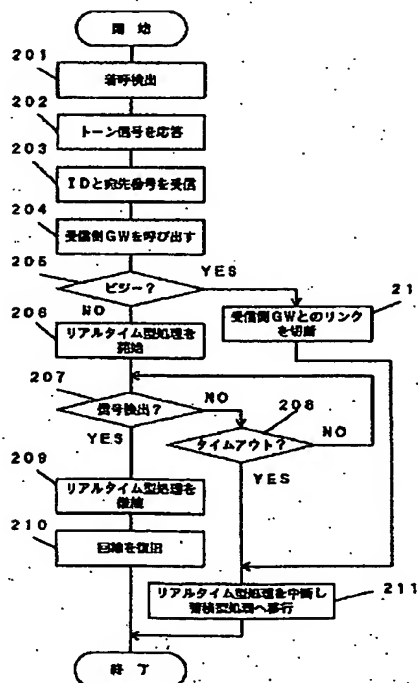 開始
201
着呼検出
202
トーン信号を応答
203
IDと宛先番号を受信
204
受信側GWを呼び出す
205
ビジー?
YES
NO
21
受信側GWとのリンク
を切断
206
リアルタイム型処理を
開始
207
信号検出?
NO
208
YES
タイムアウト?
NO
YES
209
リアルタイム型処理を
継続
210
回線を復旧
リアルタイム型処理を中断し
蓄積型処理へ移行
211
終了